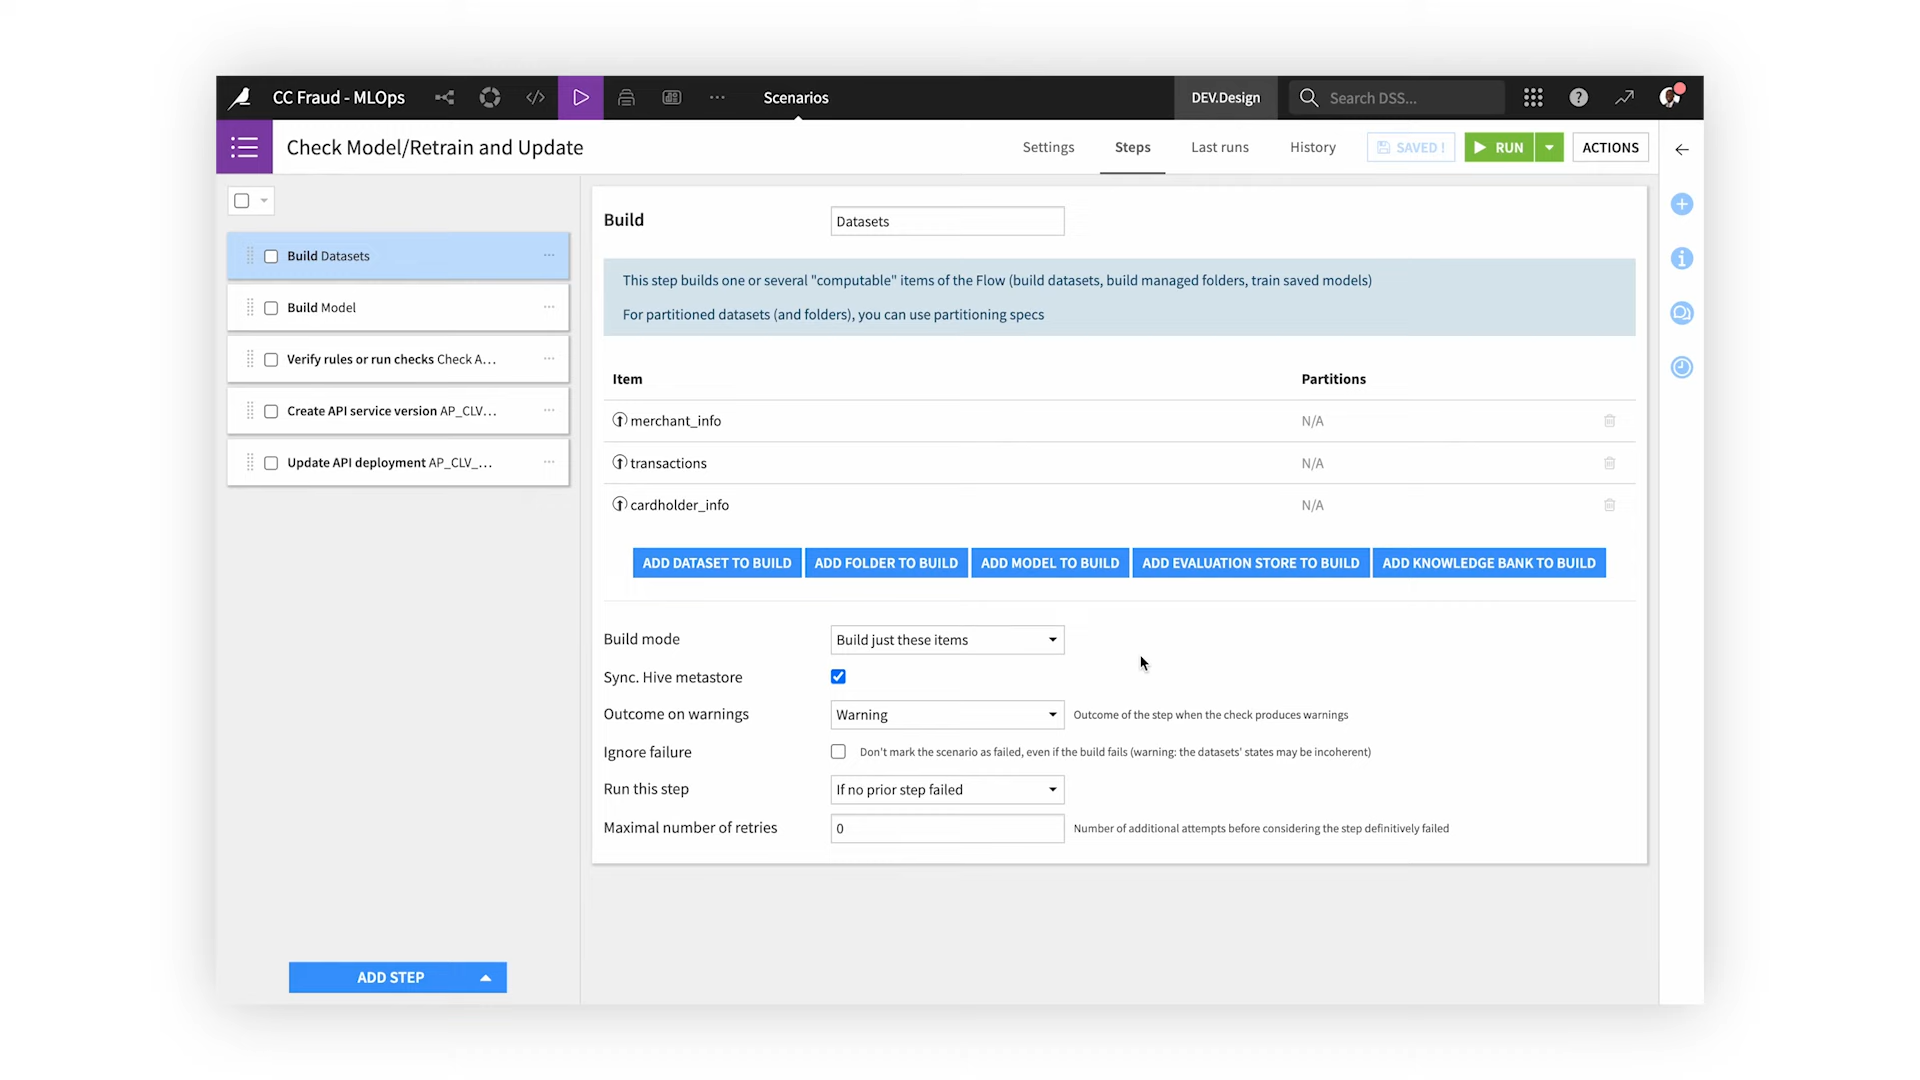 CC Fraud - MLOps
Scenarios
DEV.Design
Search DSS...
Check Model/Retrain and Update
Settings
Steps
Last runs
History
SAVED !
RUN
ACTIONS
Build Datasets
Build Model
Verify rules or run checks Check A...
Create API service version AP_CLV...
Update API deployment AP_CLV_...
ADD STEP
Build
Datasets
This step builds one or several "computable" items of the Flow (build datasets, build managed folders, train saved models)
For partitioned datasets (and folders), you can use partitioning specs
Item Partitions
merchant_info N/A
transactions N/A
cardholder_info N/A
ADD DATASET TO BUILD
ADD FOLDER TO BUILD
ADD MODEL TO BUILD
ADD EVALUATION STORE TO BUILD
ADD KNOWLEDGE BANK TO BUILD
Build mode Build just these items
Sync. Hive metastore
Outcome on warnings Warning Outcome of the step when the check produces warnings
Ignore failure Don't mark the scenario as failed, even if the build fails (warning: the datasets' states may be incoherent)
Run this step If no prior step failed
Maximal number of retries 0 Number of additional attempts before considering the step definitively failed